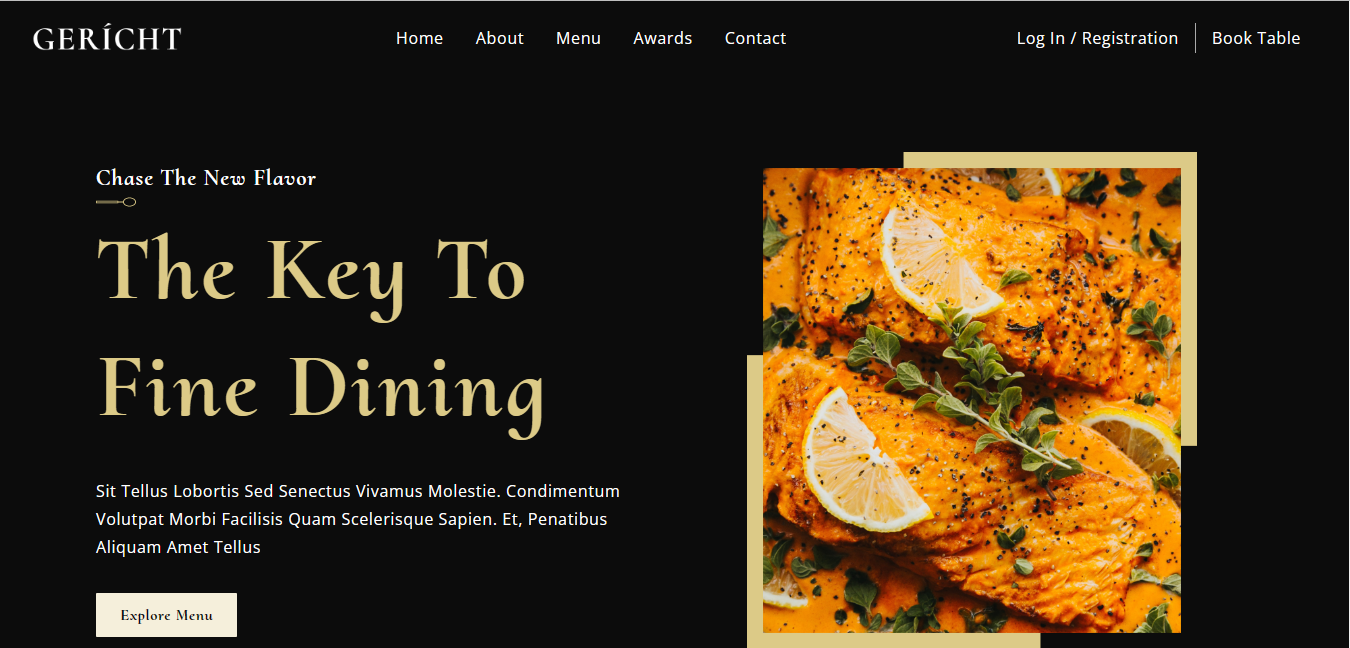 GERÍCHT
Home About Menu Awards Contact
Log In / Registration Book Table
Chase The New Flavor
The Key To
Fine Dining
Sit Tellus Lobortis Sed Senectus Vivamus Molestie. Condimentum
Volutpat Morbi Facilisis Quam Scelerisque Sapien. Et, Penatibus
Aliquam Amet Tellus
Explore Menu